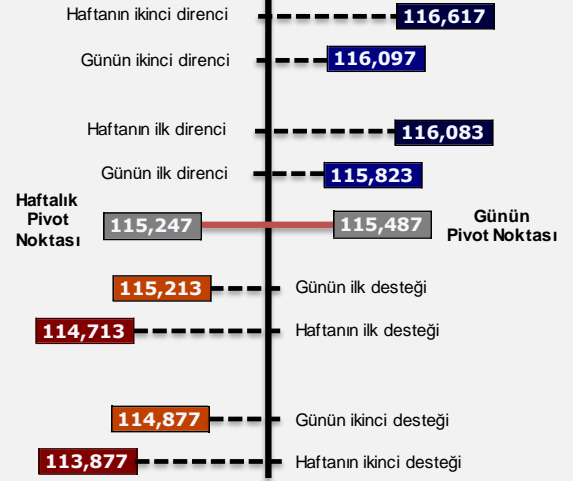 Haftanın ikinci direnci 116,617
Günün ikinci direnci 116,097
Haftanın ilk direnci 116,083
Günün ilk direnci 115,823
Haftalık
Pivot
Noktası
115,247 115,487
Günün
Pivot Noktası
115,213 Günün ilk desteği
114,713 Haftanın ilk desteği
114,877 Günün ikinci desteği
113,877 Haftanın ikinci desteği